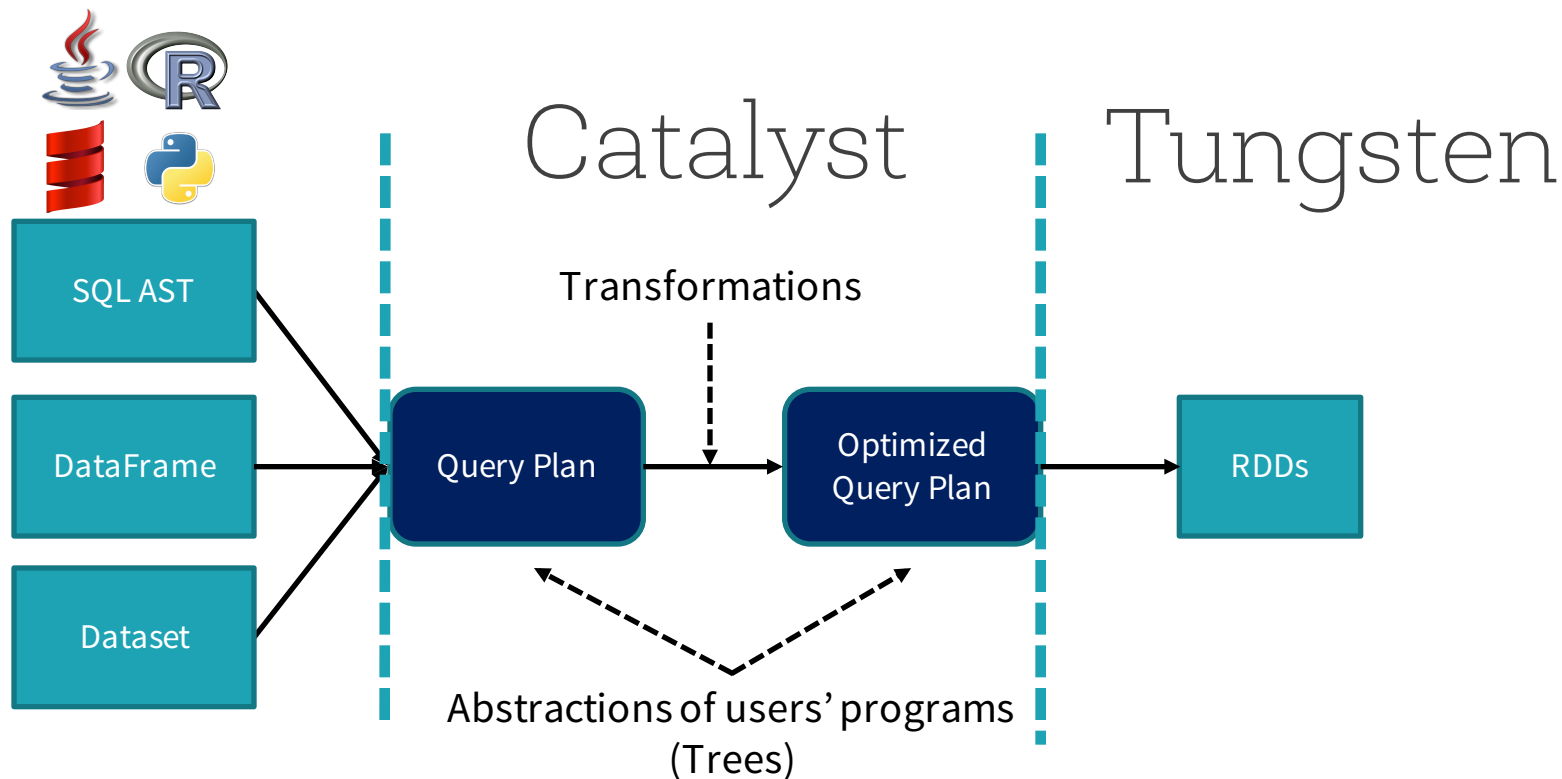 R
Catalyst
Tungsten
SQL AST
Transformations
DataFrame
Query Plan
Optimized
Query Plan
RDDs
Dataset
Abstractions of users’ programs
(Trees)